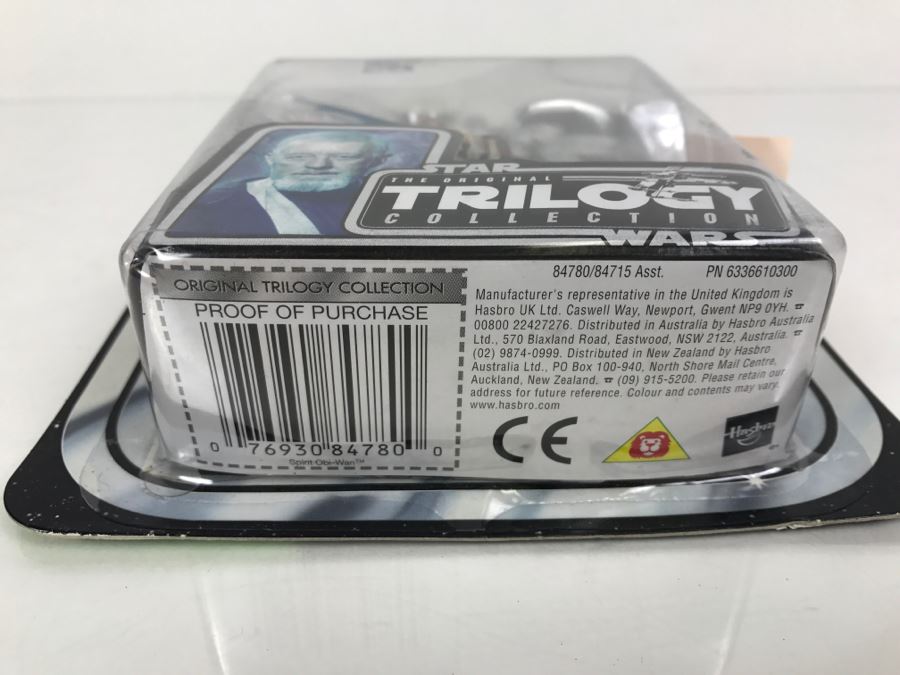 STAR
THE ORIGINAL
TRILOGY
COLLECTION
WARS
ORIGINAL TRILOGY COLLECTION
PROOF OF PURCHASE
0 76930 84780 0
Spirit Obi-Wan™
84780/84715 Asst. PN 6336610300
Manufacturer's representative in the United Kingdom is
Hasbro UK Ltd. Caswell Way, Newport, Gwent NP9 0YH. ☎
00800 22427276. Distributed in Australia by Hasbro Australia
Ltd., 570 Blaxland Road, Eastwood, NSW 2122, Australia. ☎
(02) 9874-0999. Distributed in New Zealand by Hasbro
Australia Ltd., PO Box 100-940, North Shore Mail Centre,
Auckland, New Zealand. ☎ (09) 915-5200. Please retain our
address for future reference. Colour and contents may vary.
www.hasbro.com
CE
Hasbro